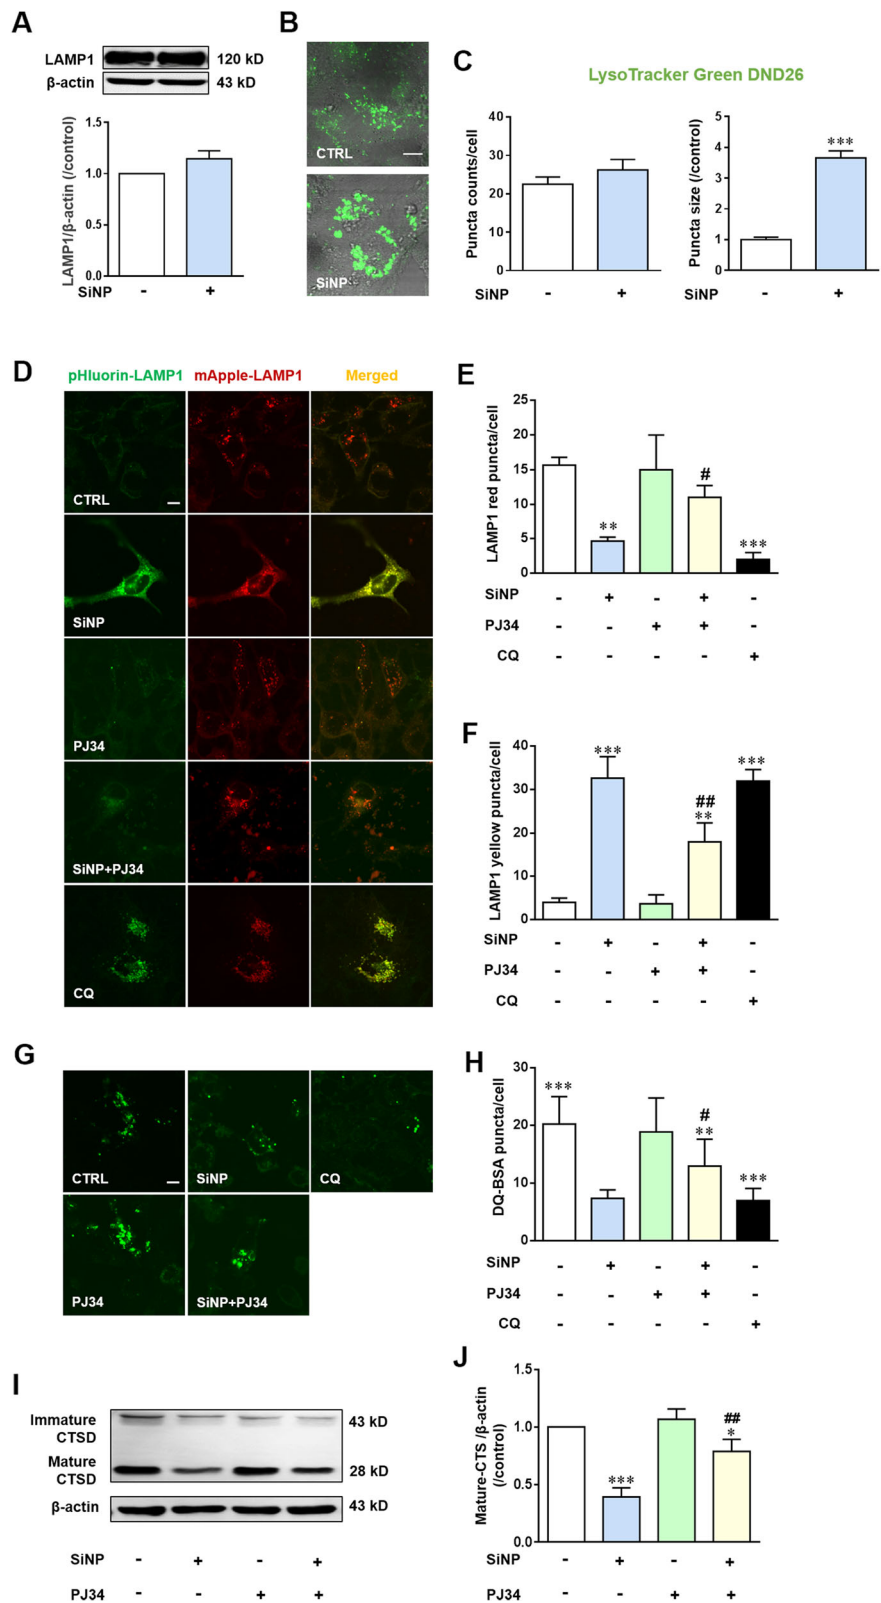 A
LAMP1
120 kD
β-actin
43 kD
LAMP1/β-actin (/control)
1.5
1.0
0.5
0.0
SiNP - +
B
CTRL
SiNP
C
LysoTracker Green DND26
Puncta counts/cell
40
30
20
10
0
SiNP - +
Puncta size (/control)
5
4
3
2
1
0
***
SiNP - +
D
pHluorin-LAMP1 mApple-LAMP1 Merged
CTRL
SiNP
PJ34
SiNP+PJ34
CQ
E
LAMP1 red puncta/cell
25
20
15
10
5
0
** # ***
SiNP - + - + -
PJ34 - - + + -
CQ - - - - +
F
LAMP1 yellow puncta/cell
40
30
20
10
0
*** ## ** ***
SiNP - + - + -
PJ34 - - + + -
CQ - - - - +
G
CTRL
SiNP
CQ
PJ34
SiNP+PJ34
H
DQ-BSA puncta/cell
30
20
10
0
*** # ** ***
SiNP - + - + -
PJ34 - - + + -
CQ - - - - +
I
Immature
CTSD
43 kD
Mature
CTSD
28 kD
β-actin
43 kD
SiNP - + - +
PJ34 - - + +
J
Mature-CTS /β-actin
(/control)
1.5
1.0
0.5
0.0
*** ## *
SiNP - + - +
PJ34 - - + +